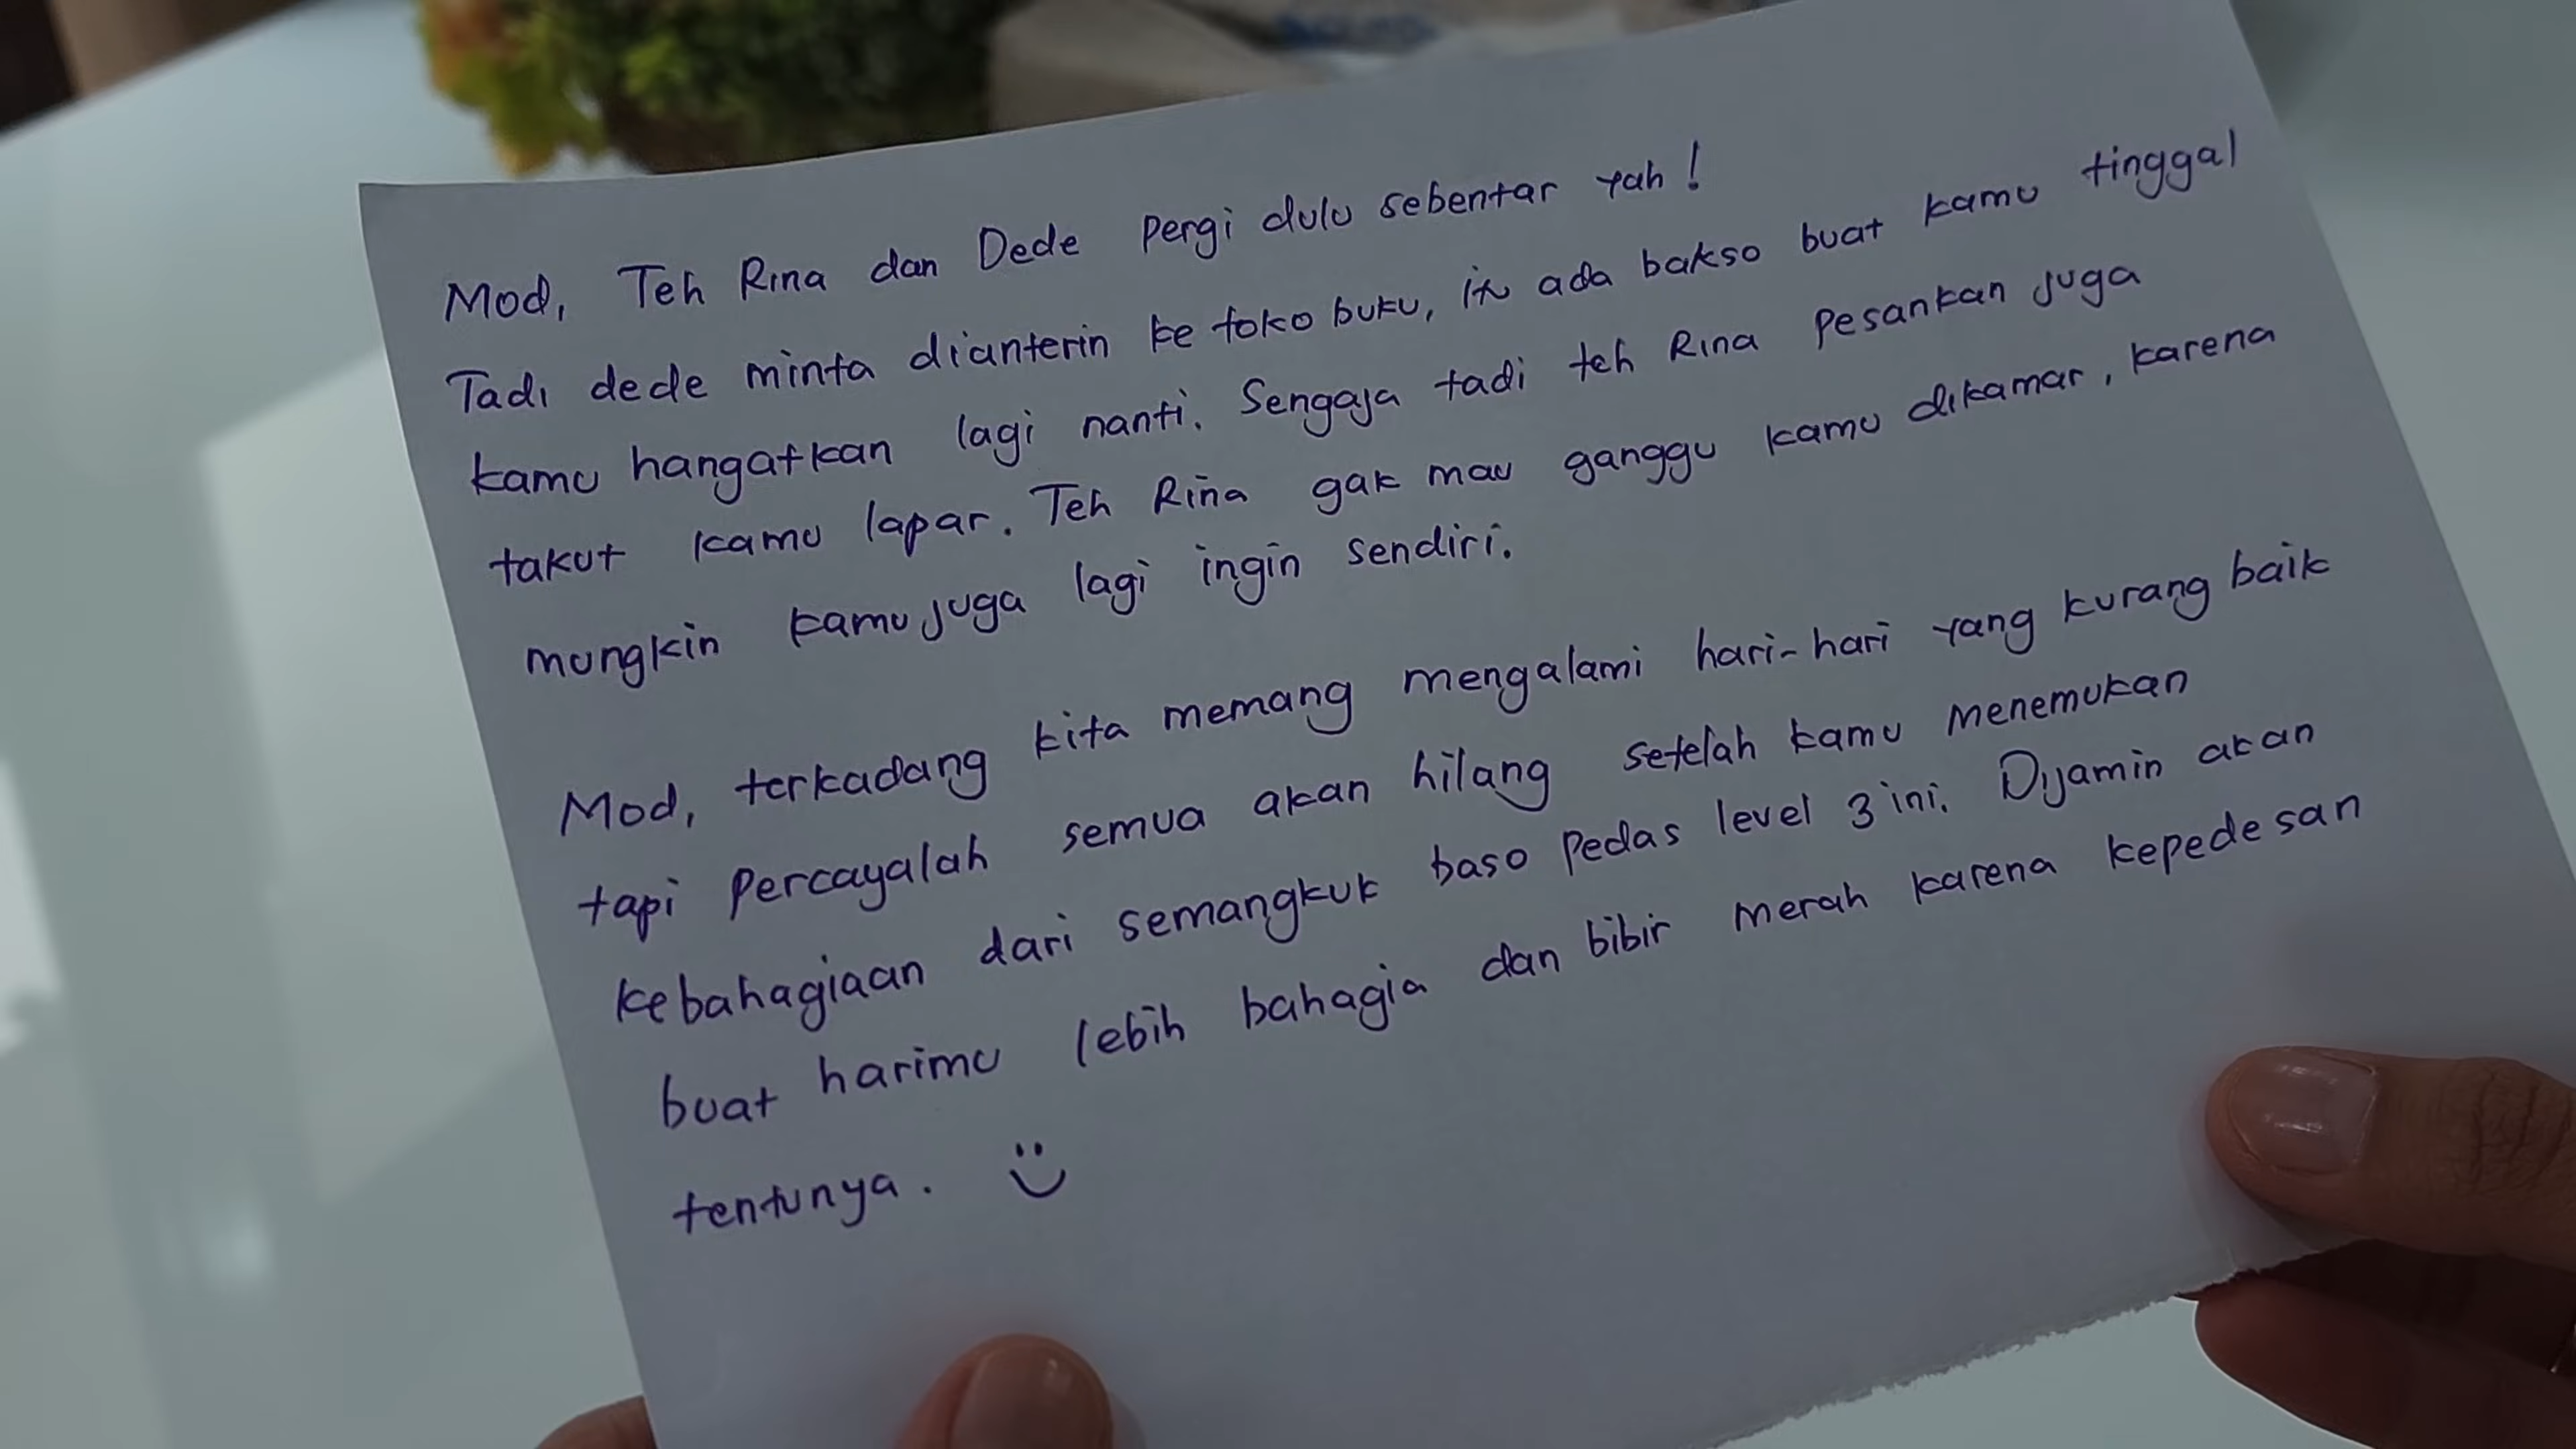 Mod, Teh Rina dan Dede pergi dulu sebentar yah!
Tadi dede minta dianterin ke toko buku, itu ada bakso buat kamu tinggal
kamu hangatkan lagi nanti. Sengaja tadi teh Rina pesankan juga
takut kamu lapar. Teh Rina gak mau ganggu kamu dikamar, karena
mungkin kamu juga lagi ingin sendiri.
Mod, terkadang kita memang mengalami hari-hari yang kurang baik
tapi percayalah semua akan hilang setelah kamu menemukan
kebahagiaan dari semangkuk baso pedas level 3 ini. Dijamin akan
buat harimu lebih bahagia dan bibir merah karena kepedesan
tentunya.